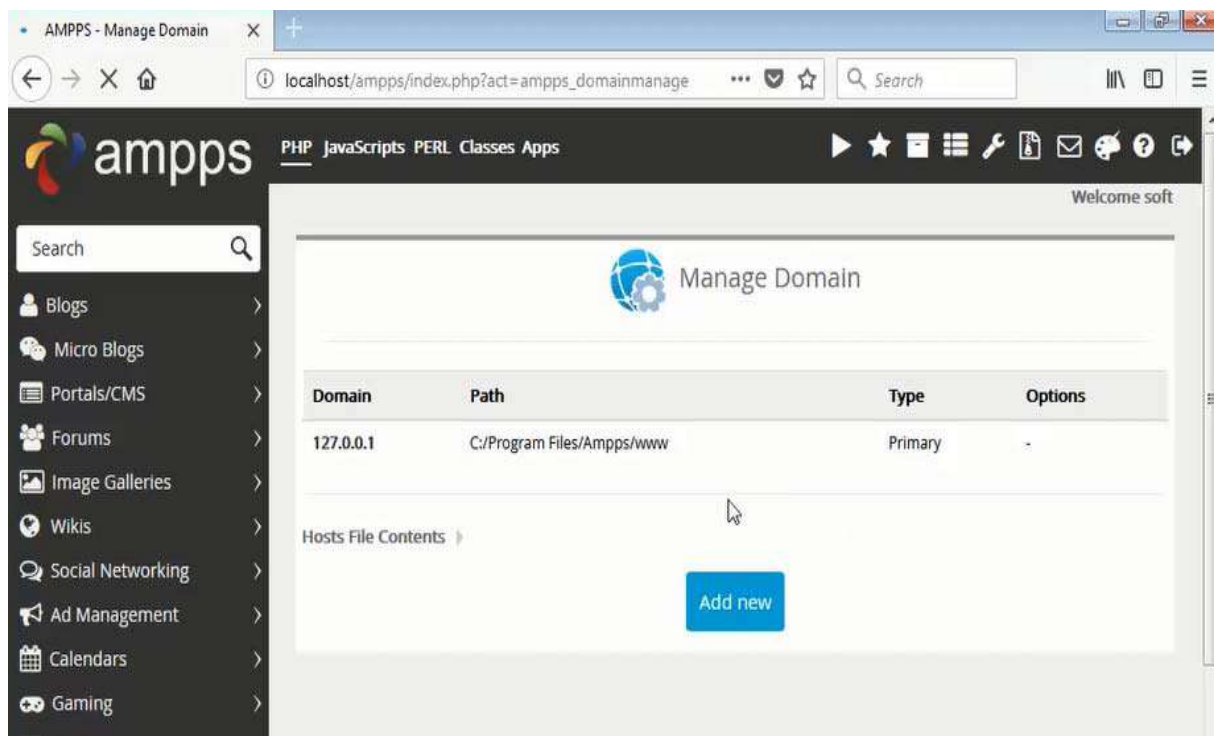 AMPPS - Manage Domain
localhost/ampps/index.php?act=ampps_domainmanage
Search
ampps
PHP JavaScripts PERL Classes Apps
Welcome soft
Search
Blogs
Micro Blogs
Portals/CMS
Forums
Image Galleries
Wikis
Social Networking
Ad Management
Calendars
Gaming
Manage Domain
Domain Path Type Options
127.0.0.1 C:/Program Files/Ampps/www Primary -
Hosts File Contents
Add new